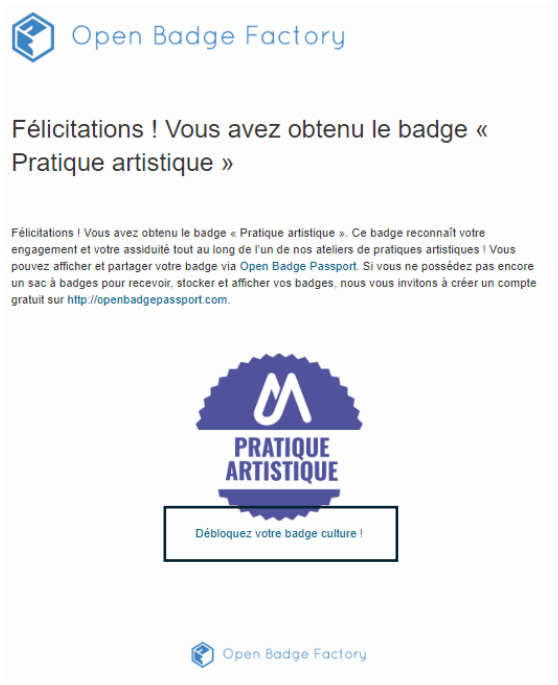 Open Badge Factory
Félicitations ! Vous avez obtenu le badge «
Pratique artistique »
Félicitations ! Vous avez obtenu le badge « Pratique artistique ». Ce badge reconnaît votre
engagement et votre assiduité tout au long de l'un de nos ateliers de pratiques artistiques ! Vous
pouvez afficher et partager votre badge via Open Badge Passport. Si vous ne possédez pas encore
un sac à badges pour recevoir, stocker et afficher vos badges, nous vous invitons à créer un compte
gratuit sur http://openbadgepassport.com.
PRATIQUE
ARTISTIQUE
Débloquez votre badge culture !
Open Badge Factory